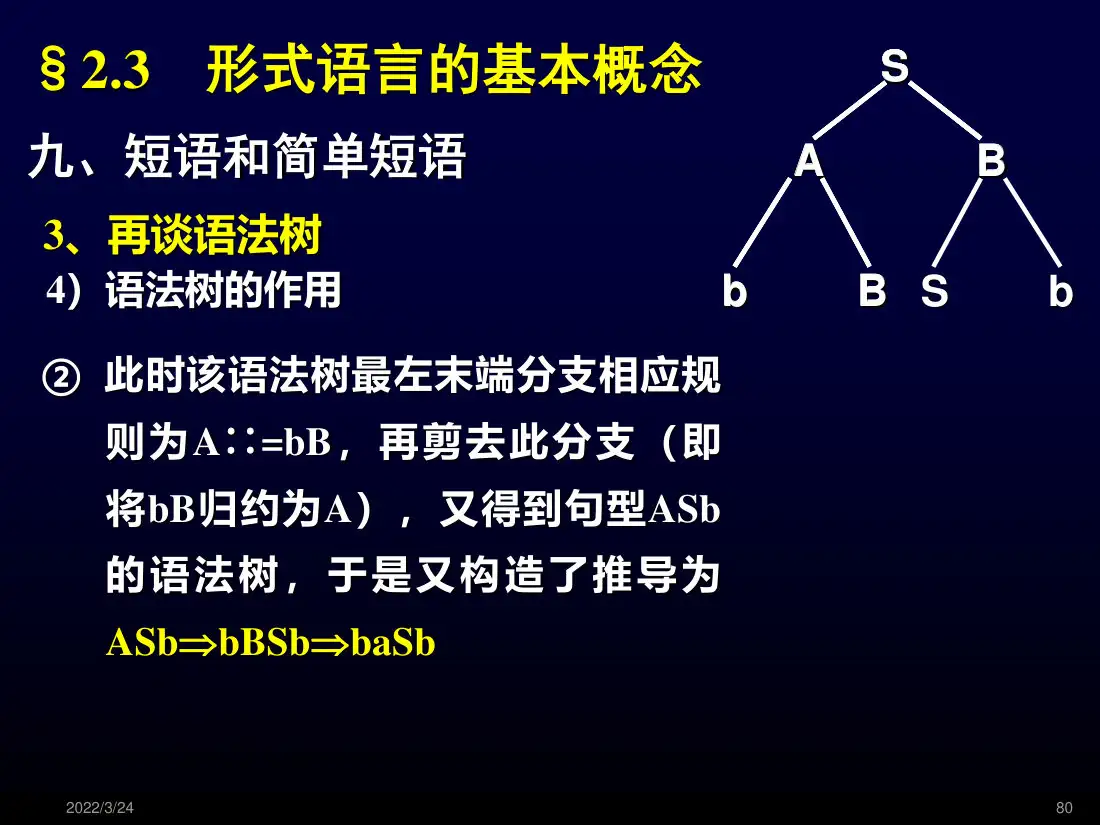 §2.3 形式语言的基本概念
九、短语和简单短语
3、再谈语法树
4）语法树的作用
② 此时该语法树最左末端分支相应规
则为A∷=bB，再剪去此分支（即
将bB归约为A），又得到句型ASb
的语法树，于是又构造了推导为
ASb⇒bBSb⇒baSb
S
A B
b B S b
2022/3/24
80